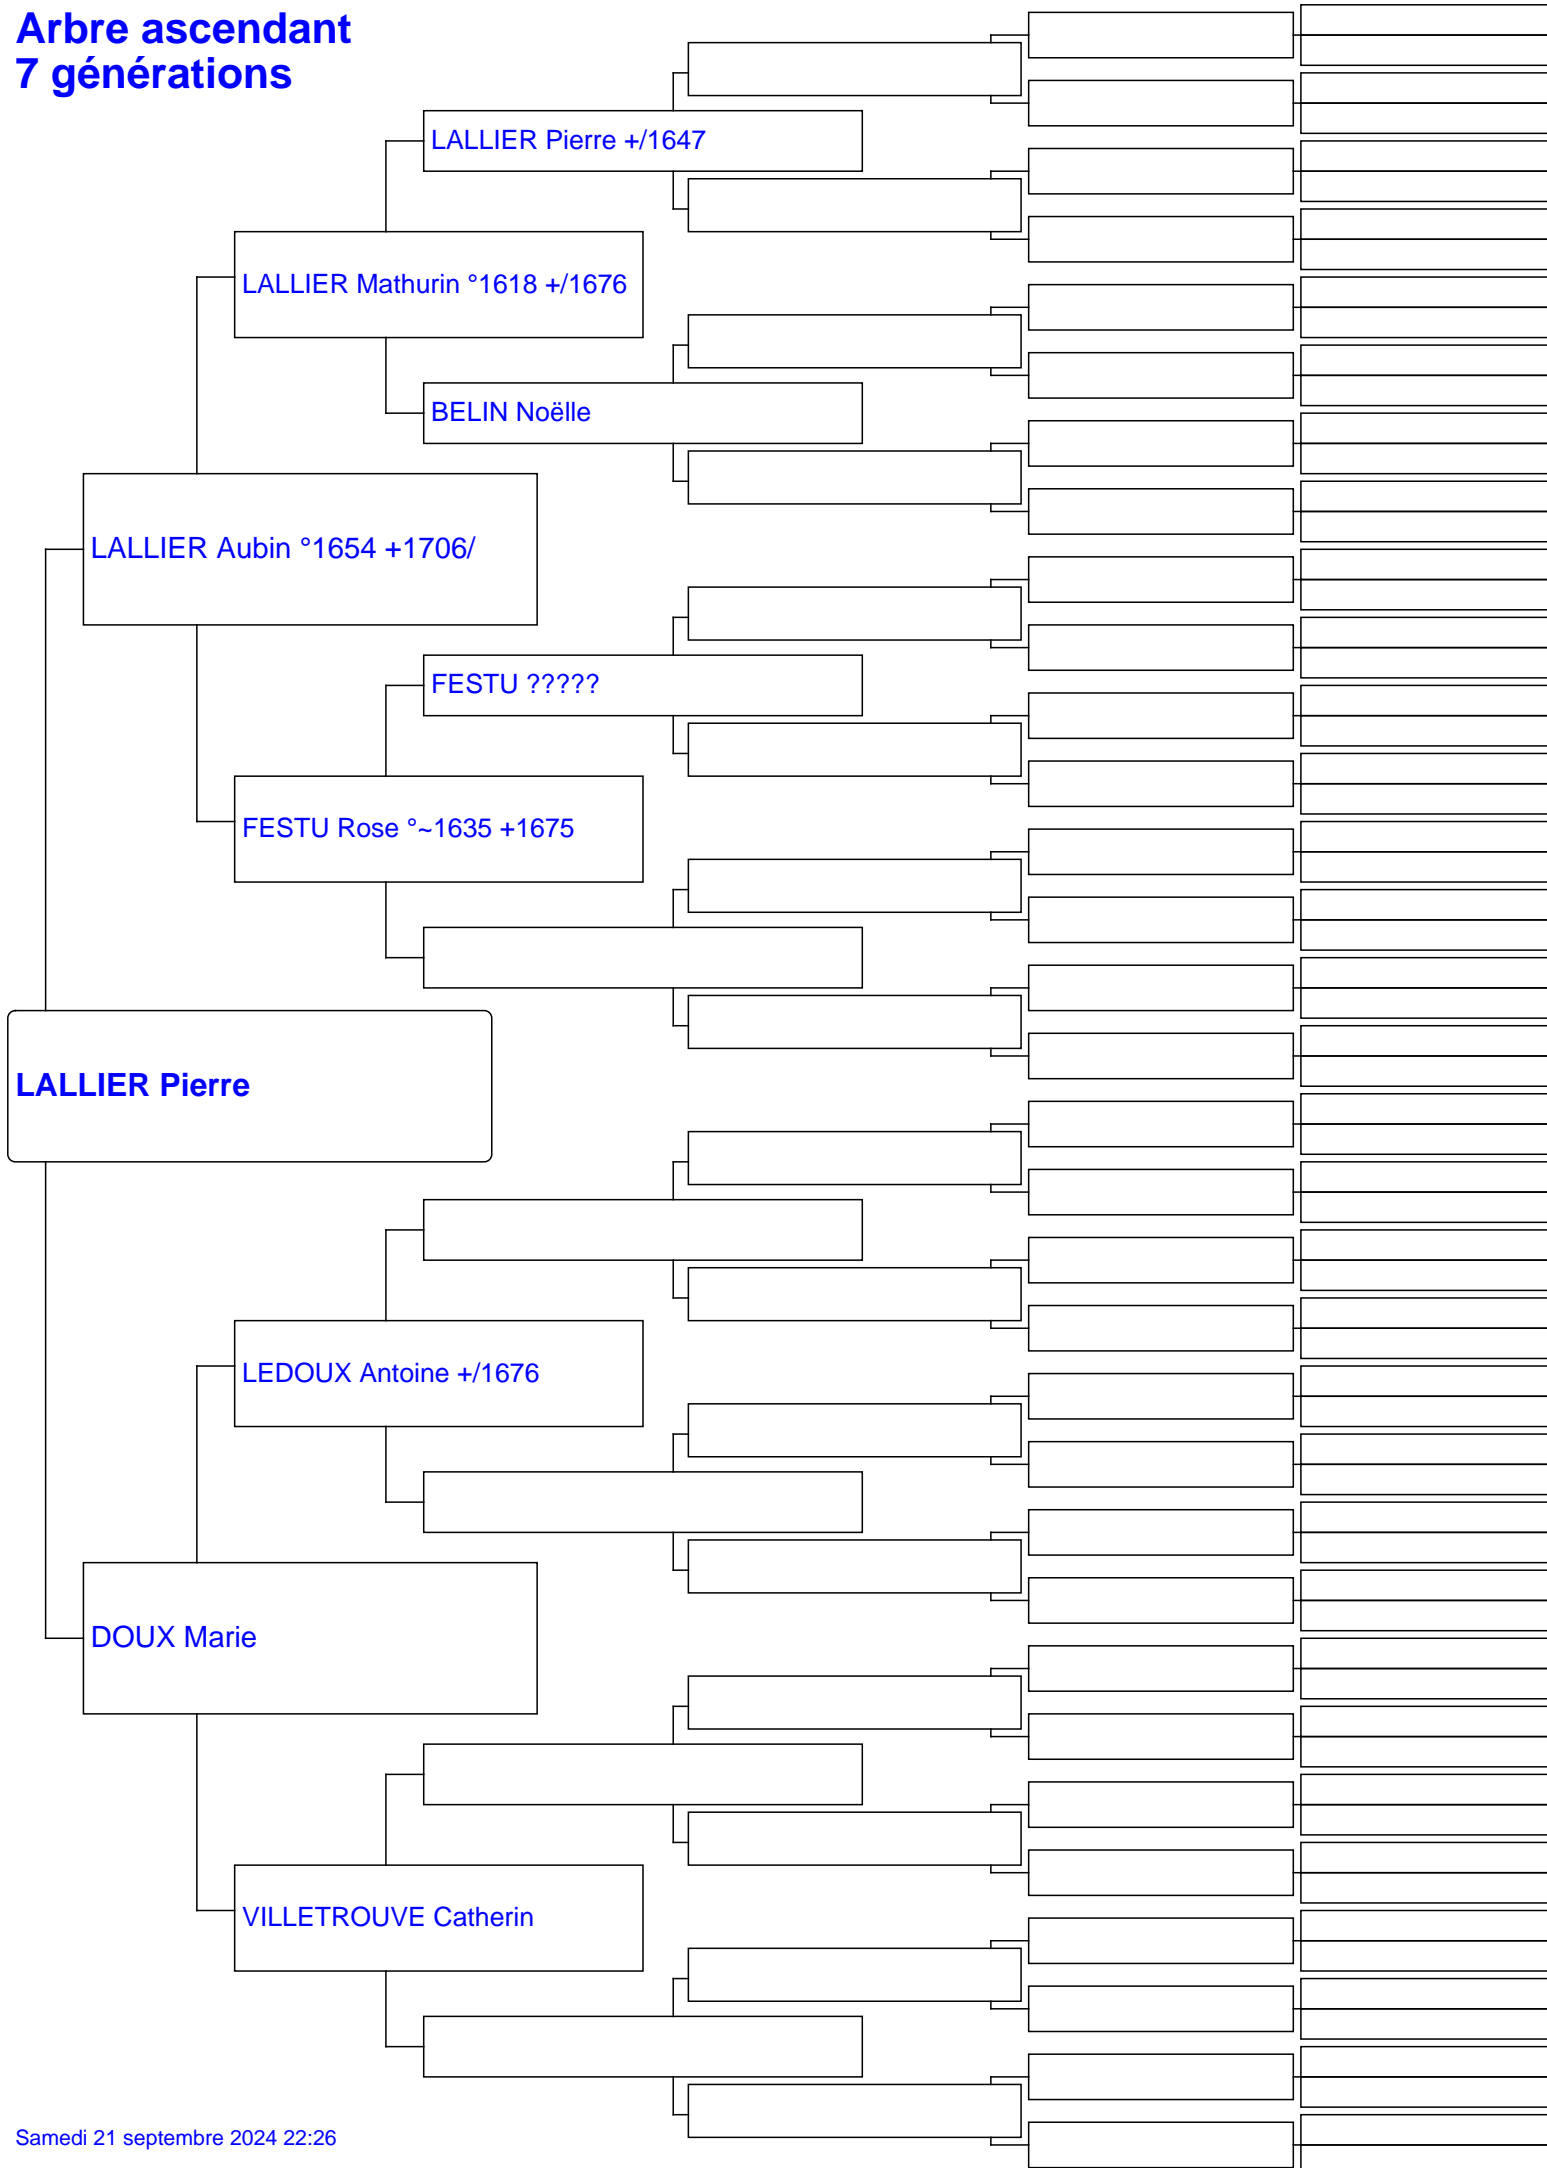 Arbre ascendant
7 générations
LALLIER Pierre +/1647
LALLIER Mathurin °1618 +/1676
BELIN Noëlle
LALLIER Aubin °1654 +1706/
FESTU ?????
FESTU Rose °~1635 +1675
LALLIER Pierre
LEDOUX Antoine +/1676
DOUX Marie
VILLETROUVE Catherin
Samedi 21 septembre 2024 22:26